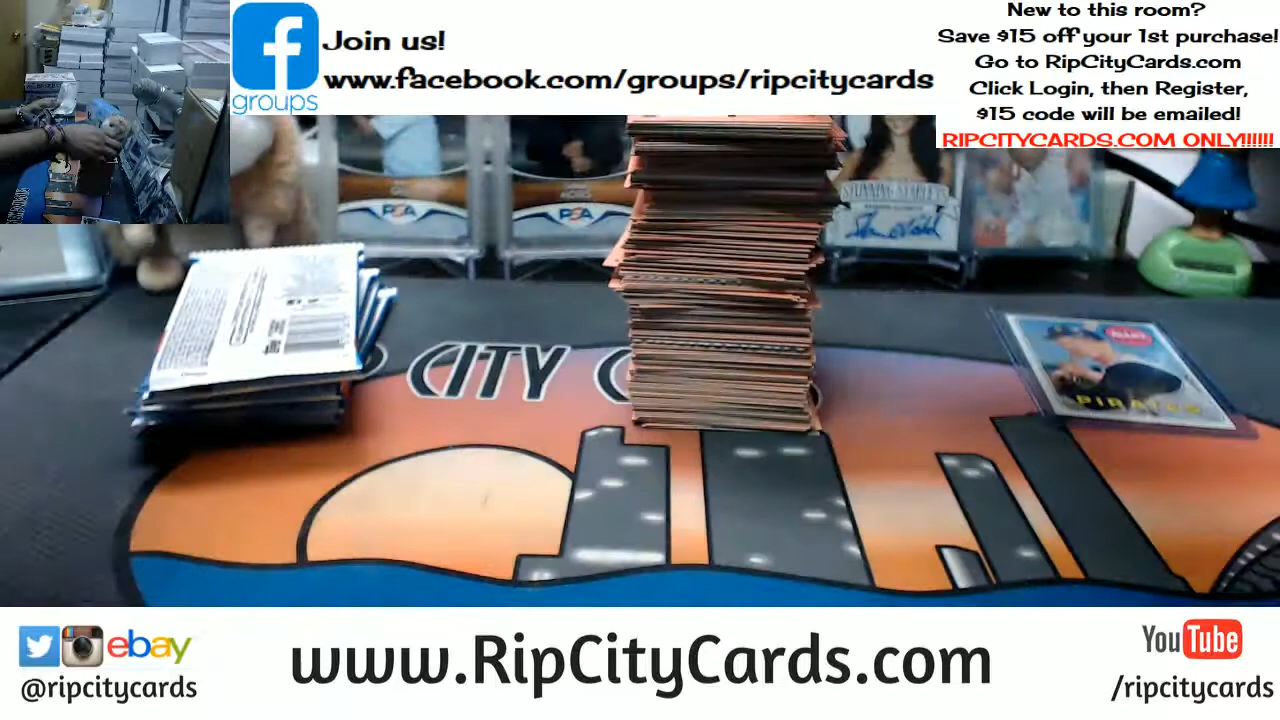 Join us!
www.facebook.com/groups/ripcitycards
groups
New to this room?
Save $15 off your 1st purchase!
Go to RipCityCards.com
Click Login, then Register,
$15 code will be emailed!
RIPCITYCARDS.COM ONLY!!!!!!
PSA
PSA
STUNNING STARLETS
CITY C
PIRATES
ebay
@ripcitycards
www.RipCityCards.com
YouTube
/ripcitycards